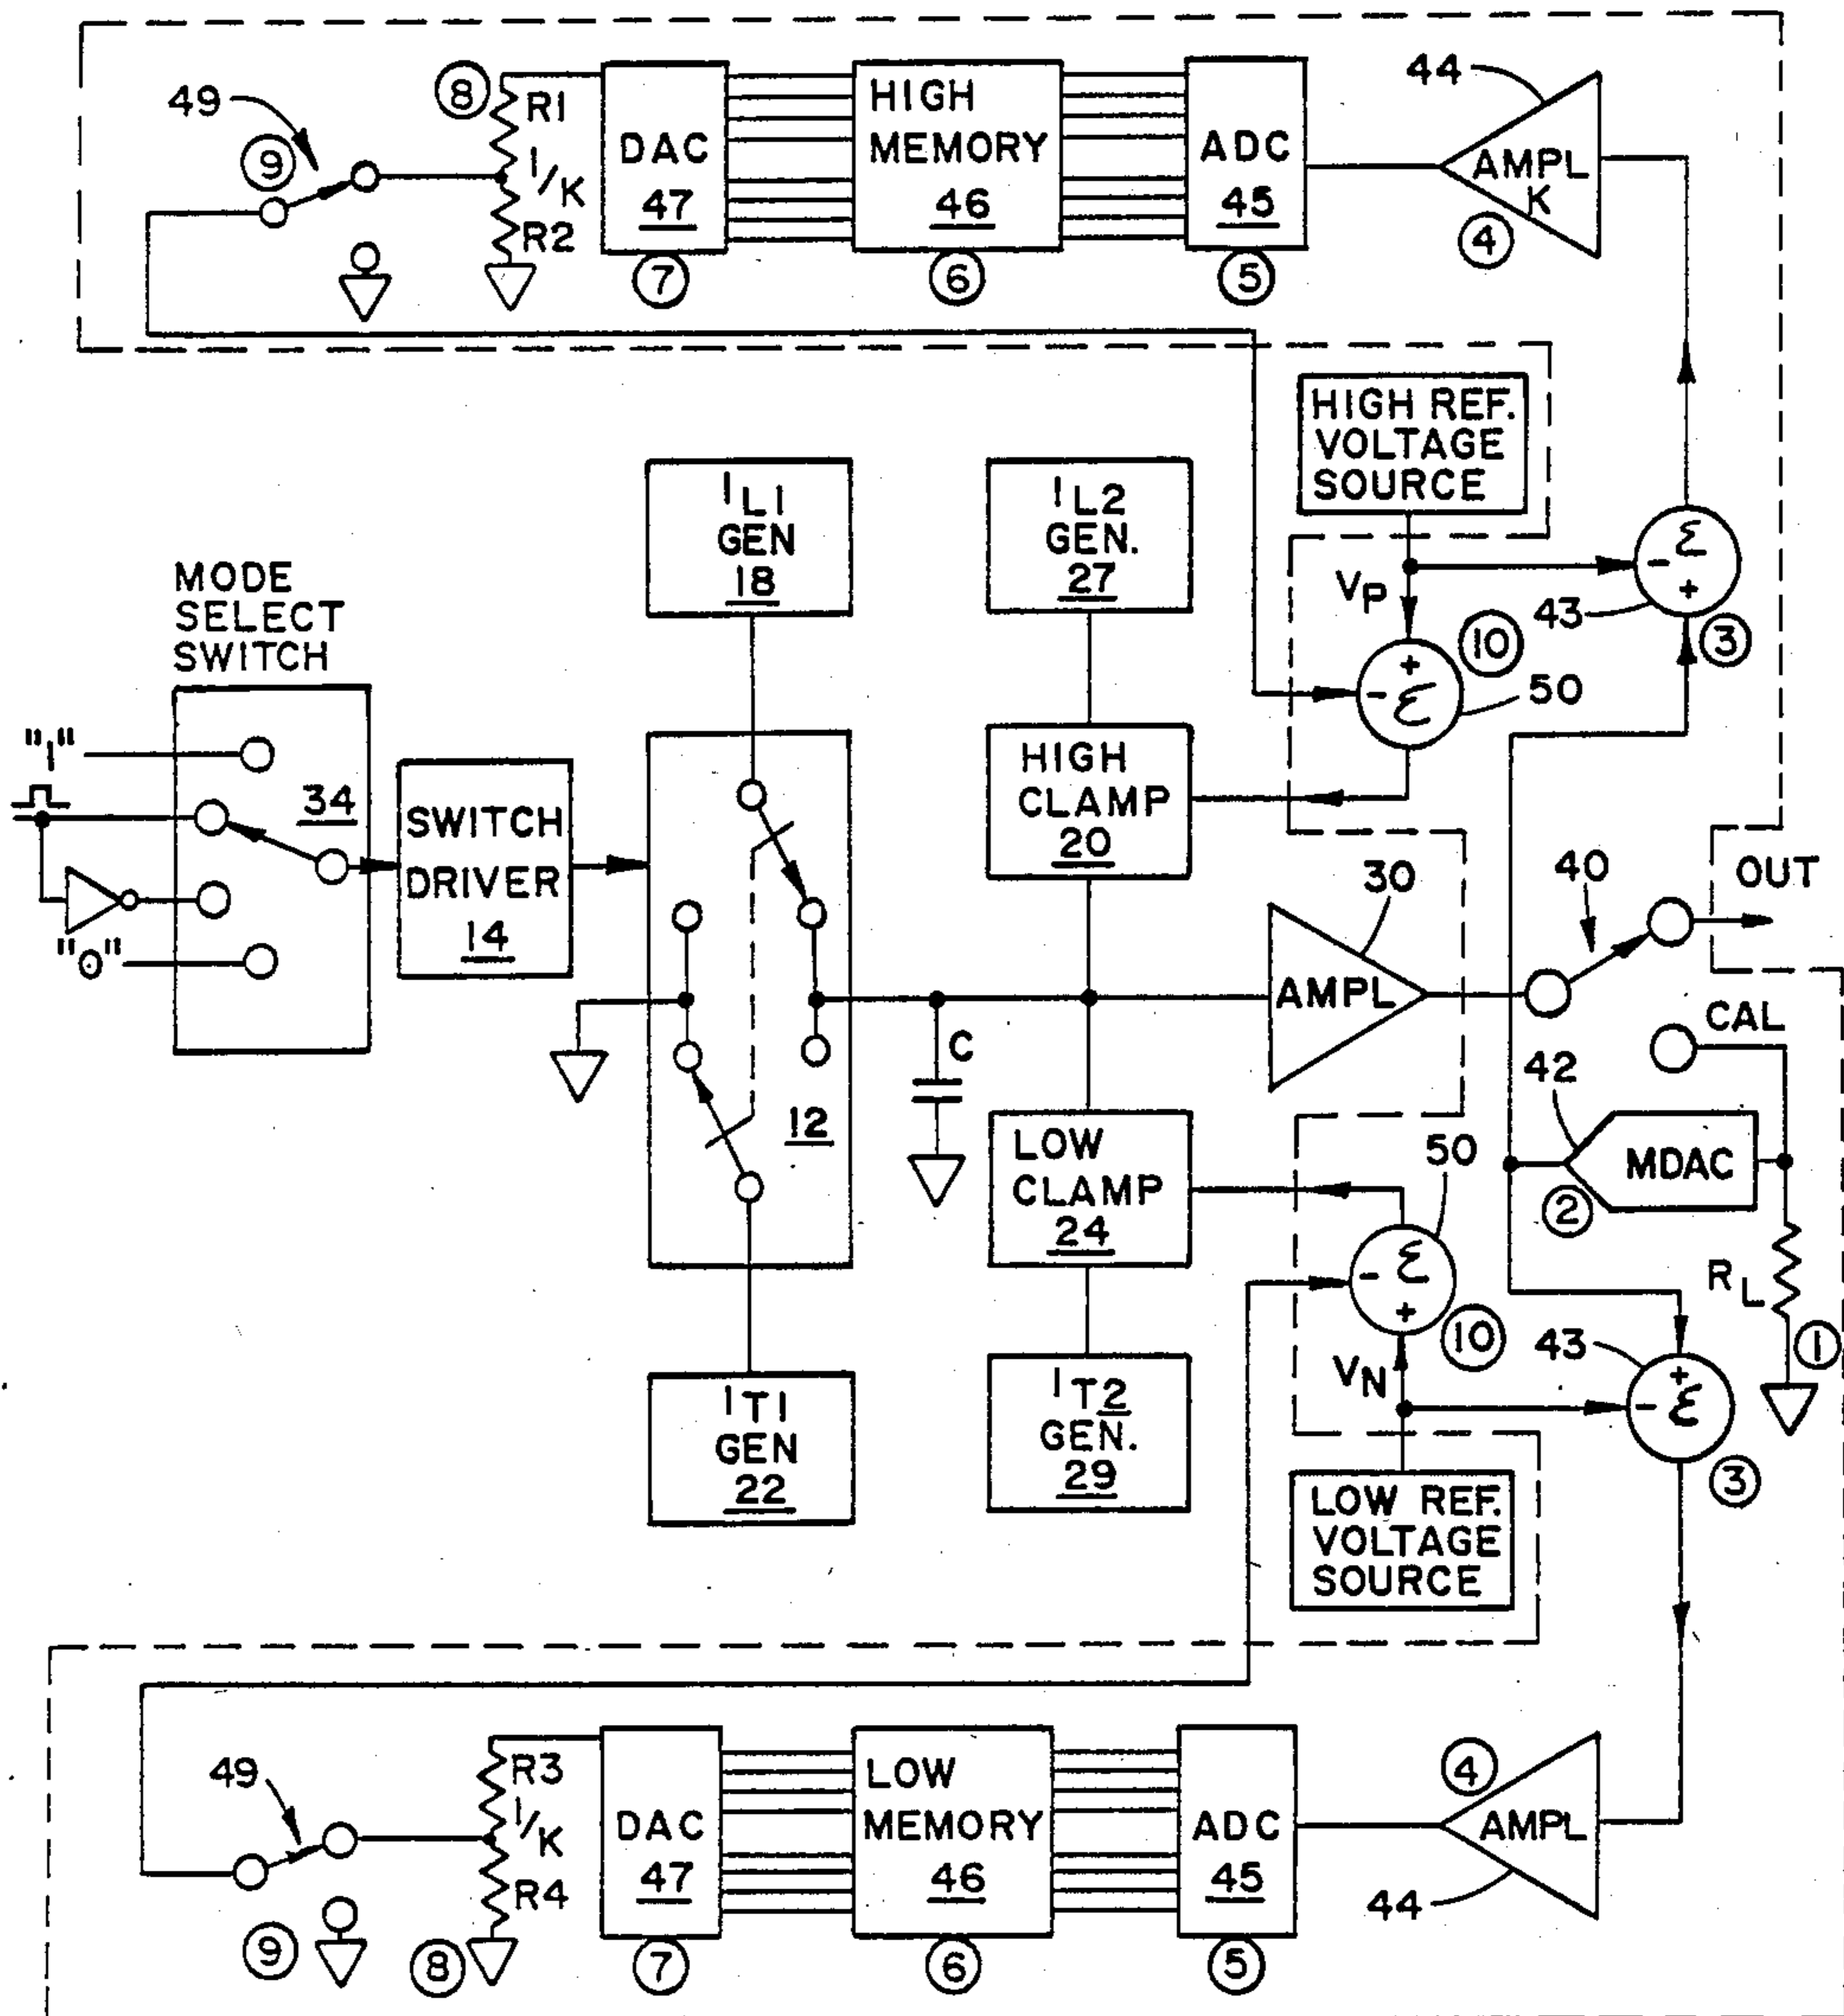 49
9
8
R1
1/K
R2
DAC
47
7
HIGH
MEMORY
46
6
ADC
45
5
44
AMPL
K
4
HIGH REF.
VOLTAGE
SOURCE
IL1
GEN
18
IL2
GEN.
27
VP
10
50
Σ
-
+
43
3
Σ
-
+
MODE
SELECT
SWITCH
"1"
34
"0"
SWITCH
DRIVER
14
12
HIGH
CLAMP
20
30
AMPL
40
OUT
CAL
C
42
MDAC
2
RL
1
LOW
CLAMP
24
50
Σ
-
+
10
VN
43
+
Σ
-
3
IT1
GEN
22
IT2
GEN.
29
LOW REF.
VOLTAGE
SOURCE
49
9
8
R3
1/K
R4
DAC
47
7
LOW
MEMORY
46
6
ADC
45
5
4
AMPL
44